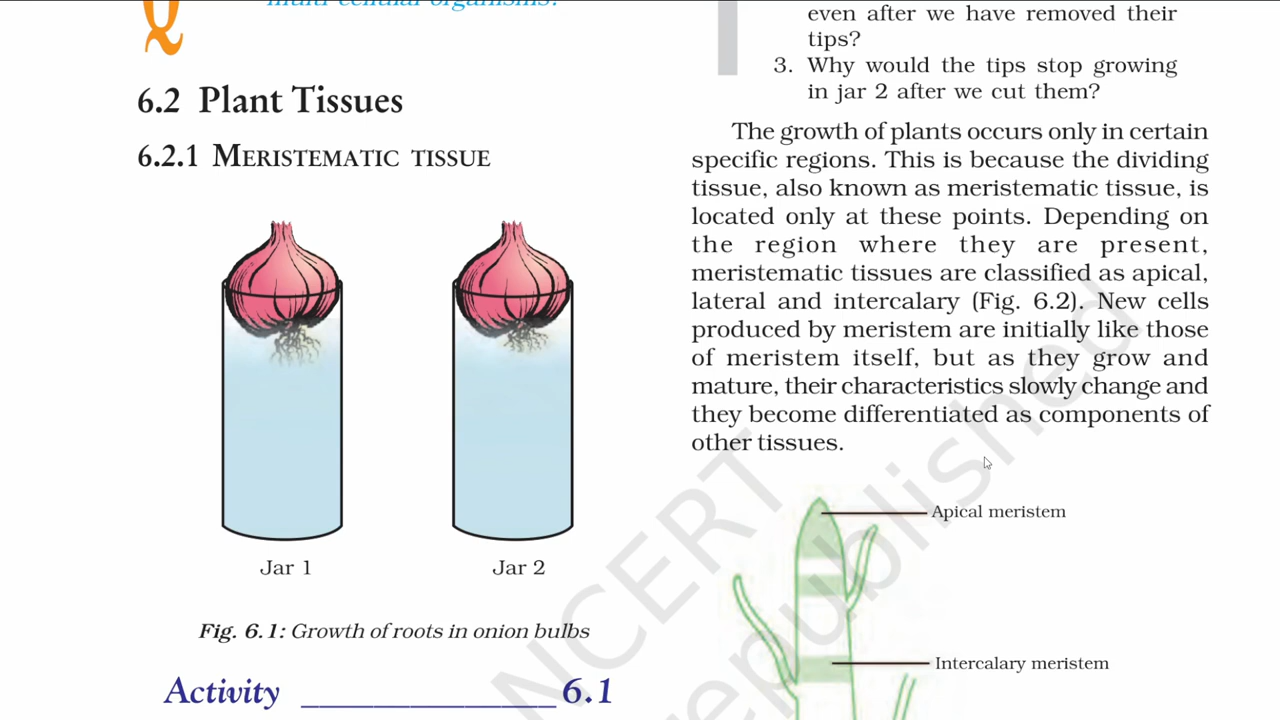 multi-cellular organisms?
Q
6.2 Plant Tissues
6.2.1 MERISTEMATIC TISSUE
Jar 1
Jar 2
Fig. 6.1: Growth of roots in onion bulbs
Activity ______________ 6.1
even after we have removed their
tips?
3. Why would the tips stop growing
in jar 2 after we cut them?
The growth of plants occurs only in certain
specific regions. This is because the dividing
tissue, also known as meristematic tissue, is
located only at these points. Depending on
the region where they are present,
meristematic tissues are classified as apical,
lateral and intercalary (Fig. 6.2). New cells
produced by meristem are initially like those
of meristem itself, but as they grow and
mature, their characteristics slowly change and
they become differentiated as components of
other tissues.
Apical meristem
Intercalary meristem
NCERT
republished